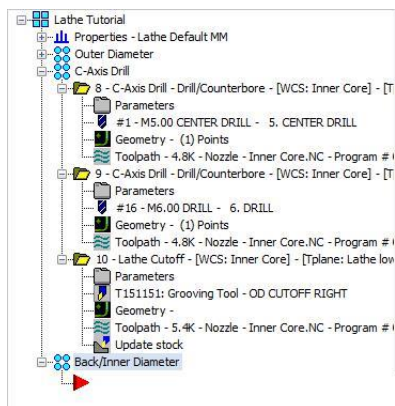 Lathe Tutorial
Properties - Lathe Default MM
Outer Diameter
C-Axis Drill
8 - C-Axis Drill - Drill/Counterbore - [WCS: Inner Core] - [T
Parameters
#1 - M5.00 CENTER DRILL - 5. CENTER DRILL
Geometry - (1) Points
Toolpath - 4.8K - Nozzle - Inner Core.NC - Program #
9 - C-Axis Drill - Drill/Counterbore - [WCS: Inner Core] - [T
Parameters
#16 - M6.00 DRILL - 6. DRILL
Geometry - (1) Points
Toolpath - 4.8K - Nozzle - Inner Core.NC - Program #
10 - Lathe Cutoff - [WCS: Inner Core] - [Tplane: Lathe low
Parameters
T151151: Grooving Tool - OD CUTOFF RIGHT
Geometry -
Toolpath - 5.4K - Nozzle - Inner Core.NC - Program #
Update stock
Back/Inner Diameter